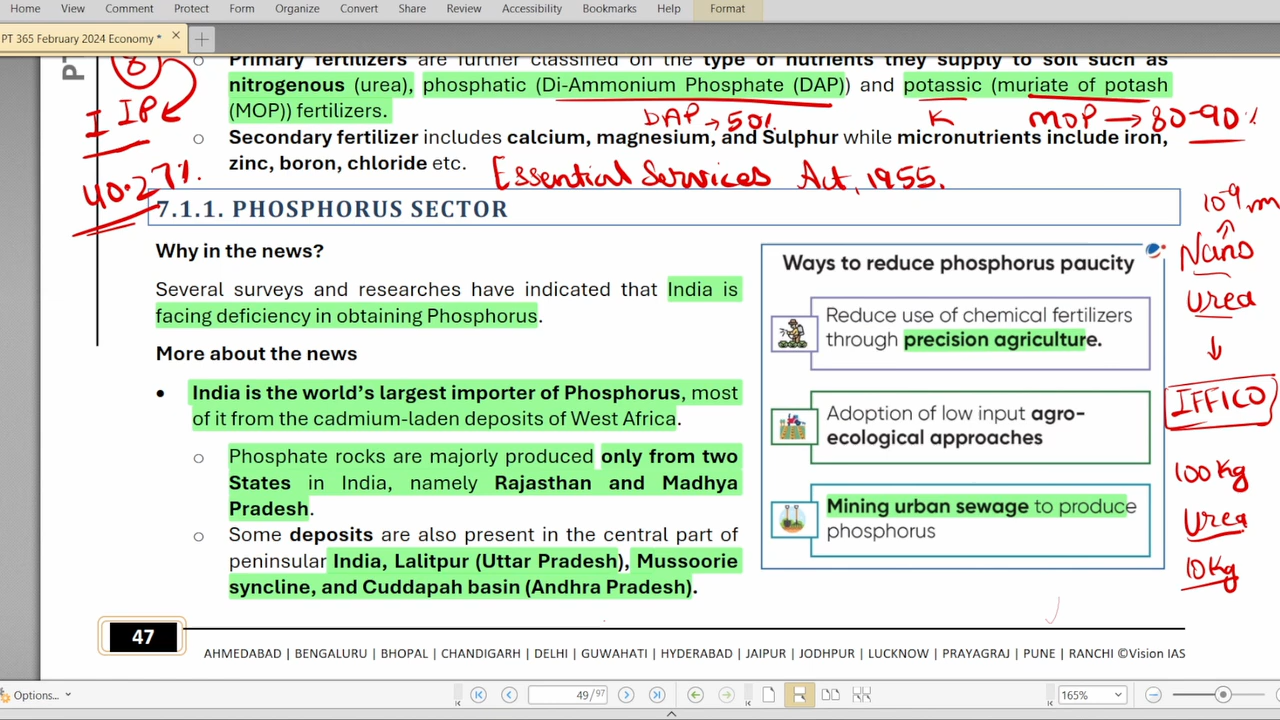 Home View Comment Protect Form Organize Convert Share Review Accessibility Bookmarks Help Format
PT 365 February 2024 Economy *
PT
Primary fertilizers are further classified on the type of nutrients they supply to soil such as
nitrogenous (urea), phosphatic (Di-Ammonium Phosphate (DAP)) and potassic (muriate of potash
(MOP)) fertilizers.
8
IIP
I
40.27%.
DAP → 50%
K
MOP → 80-90%
Secondary fertilizer includes calcium, magnesium, and Sulphur while micronutrients include iron,
zinc, boron, chloride etc.
Essential Services Act, 1955.
7.1.1. PHOSPHORUS SECTOR
Why in the news?
Several surveys and researches have indicated that India is
facing deficiency in obtaining Phosphorus.
More about the news
• India is the world's largest importer of Phosphorus, most
of it from the cadmium-laden deposits of West Africa.
Phosphate rocks are majorly produced only from two
States in India, namely Rajasthan and Madhya
Pradesh.
Some deposits are also present in the central part of
peninsular India, Lalitpur (Uttar Pradesh), Mussoorie
syncline, and Cuddapah basin (Andhra Pradesh).
Ways to reduce phosphorus paucity
Reduce use of chemical fertilizers
through precision agriculture.
Adoption of low input agro-
ecological approaches
Mining urban sewage to produce
phosphorus
10-9 m
Nano
Urea
IFFICO
100 Kg
Urea
10 Kg
47
AHMEDABAD | BENGALURU | BHOPAL | CHANDIGARH | DELHI | GUWAHATI | HYDERABAD | JAIPUR | JODHPUR | LUCKNOW | PRAYAGRAJ | PUNE | RANCHI ©Vision IAS
Options...
49/97
165%